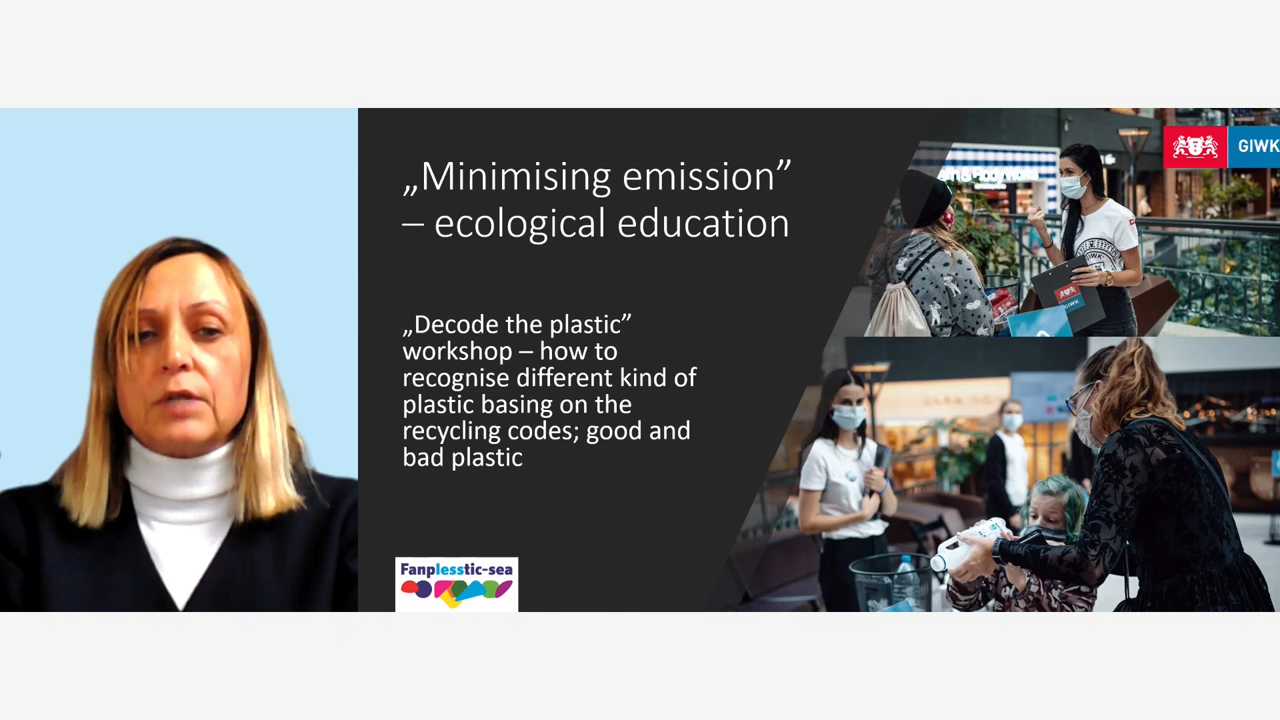 „Minimising emission”
– ecological education
„Decode the plastic”
workshop – how to
recognise different kind of
plastic basing on the
recycling codes; good and
bad plastic
Fanplesstic-sea
GIWK
GIWK